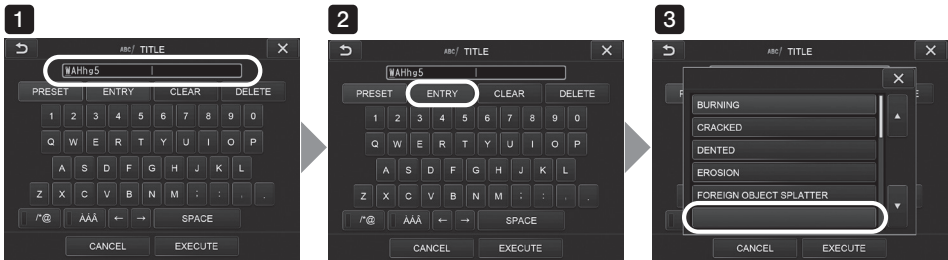 1
ABC/ TITLE
WAHhg5
PRESET ENTRY CLEAR DELETE
1 2 3 4 5 6 7 8 9 0
Q W E R T Y U I O P
A S D F G H J K L
Z X C V B N M ; : , .
/*@ ÀÁÂ ← → SPACE
CANCEL EXECUTE
2
ABC/ TITLE
WAHhg5
PRESET ENTRY CLEAR DELETE
1 2 3 4 5 6 7 8 9 0
Q W E R T Y U I O P
A S D F G H J K L
Z X C V B N M ; : , .
/*@ ÀÁÂ ← → SPACE
CANCEL EXECUTE
3
ABC/ TITLE
BURNING
CRACKED
DENTED
EROSION
FOREIGN OBJECT SPLATTER
CANCEL EXECUTE